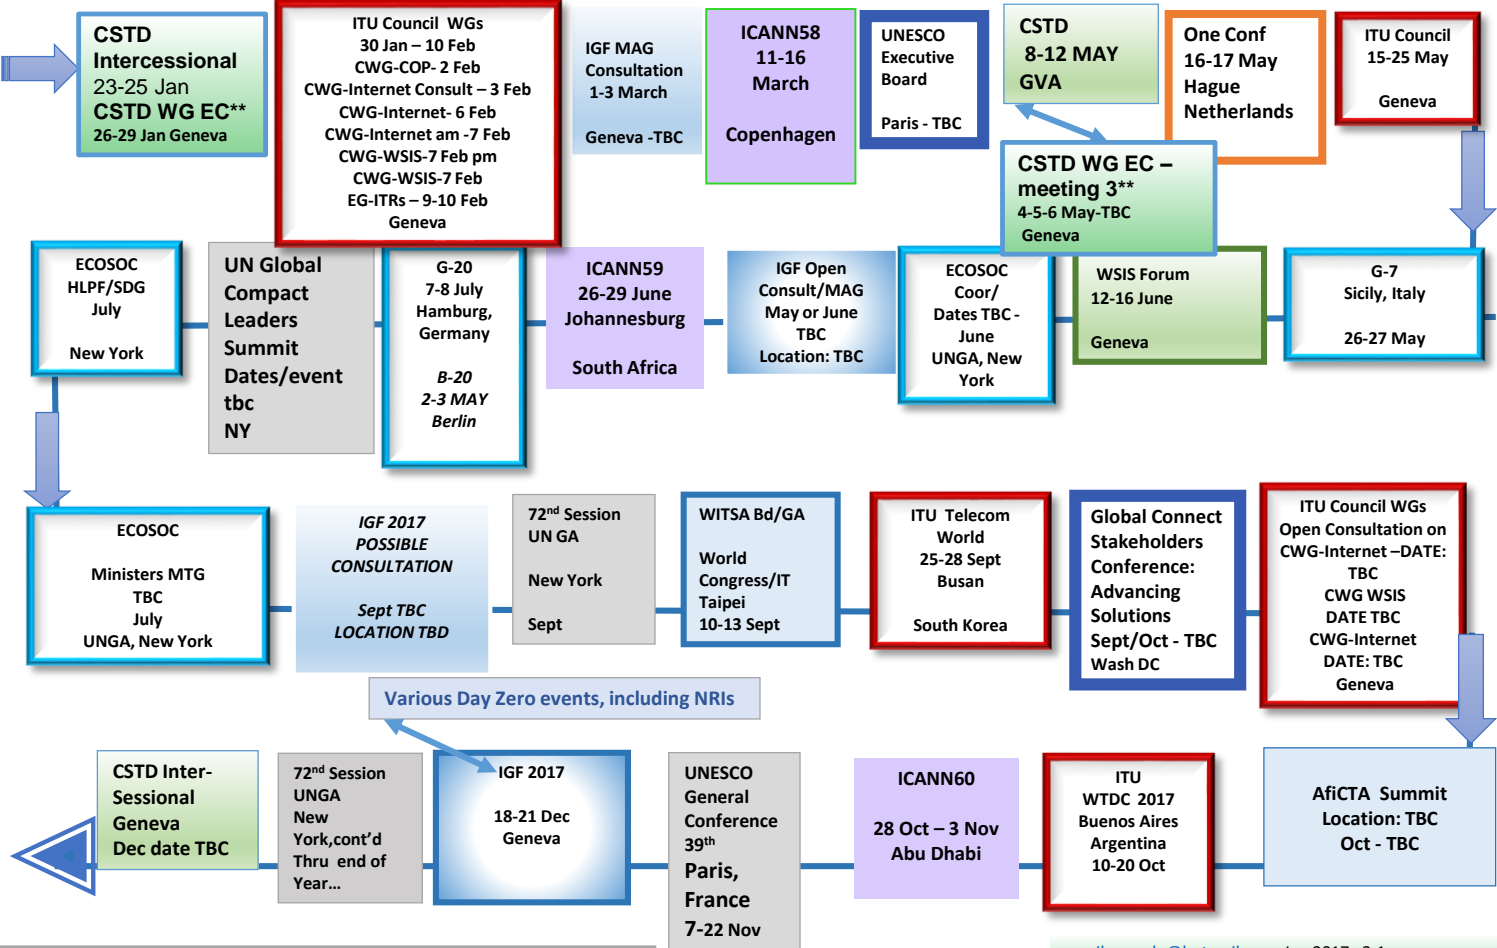 CSTD
Intercessional
23-25 Jan
CSTD WG EC**
26-29 Jan Geneva
ITU Council WGs
30 Jan – 10 Feb
CWG-COP- 2 Feb
CWG-Internet Consult – 3 Feb
CWG-Internet- 6 Feb
CWG-Internet am -7 Feb
CWG-WSIS-7 Feb pm
CWG-WSIS-7 Feb
EG-ITRs – 9-10 Feb
Geneva
IGF MAG
Consultation
1-3 March
Geneva -TBC
ICANN58
11-16
March
Copenhagen
UNESCO
Executive
Board
Paris - TBC
CSTD
8-12 MAY
GVA
One Conf
16-17 May
Hague
Netherlands
ITU Council
15-25 May
Geneva
CSTD WG EC –
meeting 3**
4-5-6 May-TBC
Geneva
ECOSOC
HLPF/SDG
July
New York
UN Global
Compact
Leaders
Summit
Dates/event
tbc
NY
G-20
7-8 July
Hamburg,
Germany
B-20
2-3 MAY
Berlin
ICANN59
26-29 June
Johannesburg
South Africa
IGF Open
Consult/MAG
May or June
TBC
Location: TBC
ECOSOC
Coor/
Dates TBC -
June
UNGA, New
York
WSIS Forum
12-16 June
Geneva
G-7
Sicily, Italy
26-27 May
ECOSOC
Ministers MTG
TBC
July
UNGA, New York
IGF 2017
POSSIBLE
CONSULTATION
Sept TBC
LOCATION TBD
72nd Session
UN GA
New York
Sept
WITSA Bd/GA
World
Congress/IT
Taipei
10-13 Sept
ITU Telecom
World
25-28 Sept
Busan
South Korea
Global Connect
Stakeholders
Conference:
Advancing
Solutions
Sept/Oct - TBC
Wash DC
ITU Council WGs
Open Consultation on
CWG-Internet –DATE:
TBC
CWG WSIS
DATE TBC
CWG-Internet
DATE: TBC
Geneva
Various Day Zero events, including NRIs
CSTD Inter-
Sessional
Geneva
Dec date TBC
72nd Session
UNGA
New
York,cont’d
Thru end of
Year…
IGF 2017
18-21 Dec
Geneva
UNESCO
General
Conference
39th
Paris,
France
7-22 Nov
ICANN60
28 Oct – 3 Nov
Abu Dhabi
ITU
WTDC 2017
Buenos Aires
Argentina
10-20 Oct
AfiCTA Summit
Location: TBC
Oct - TBC